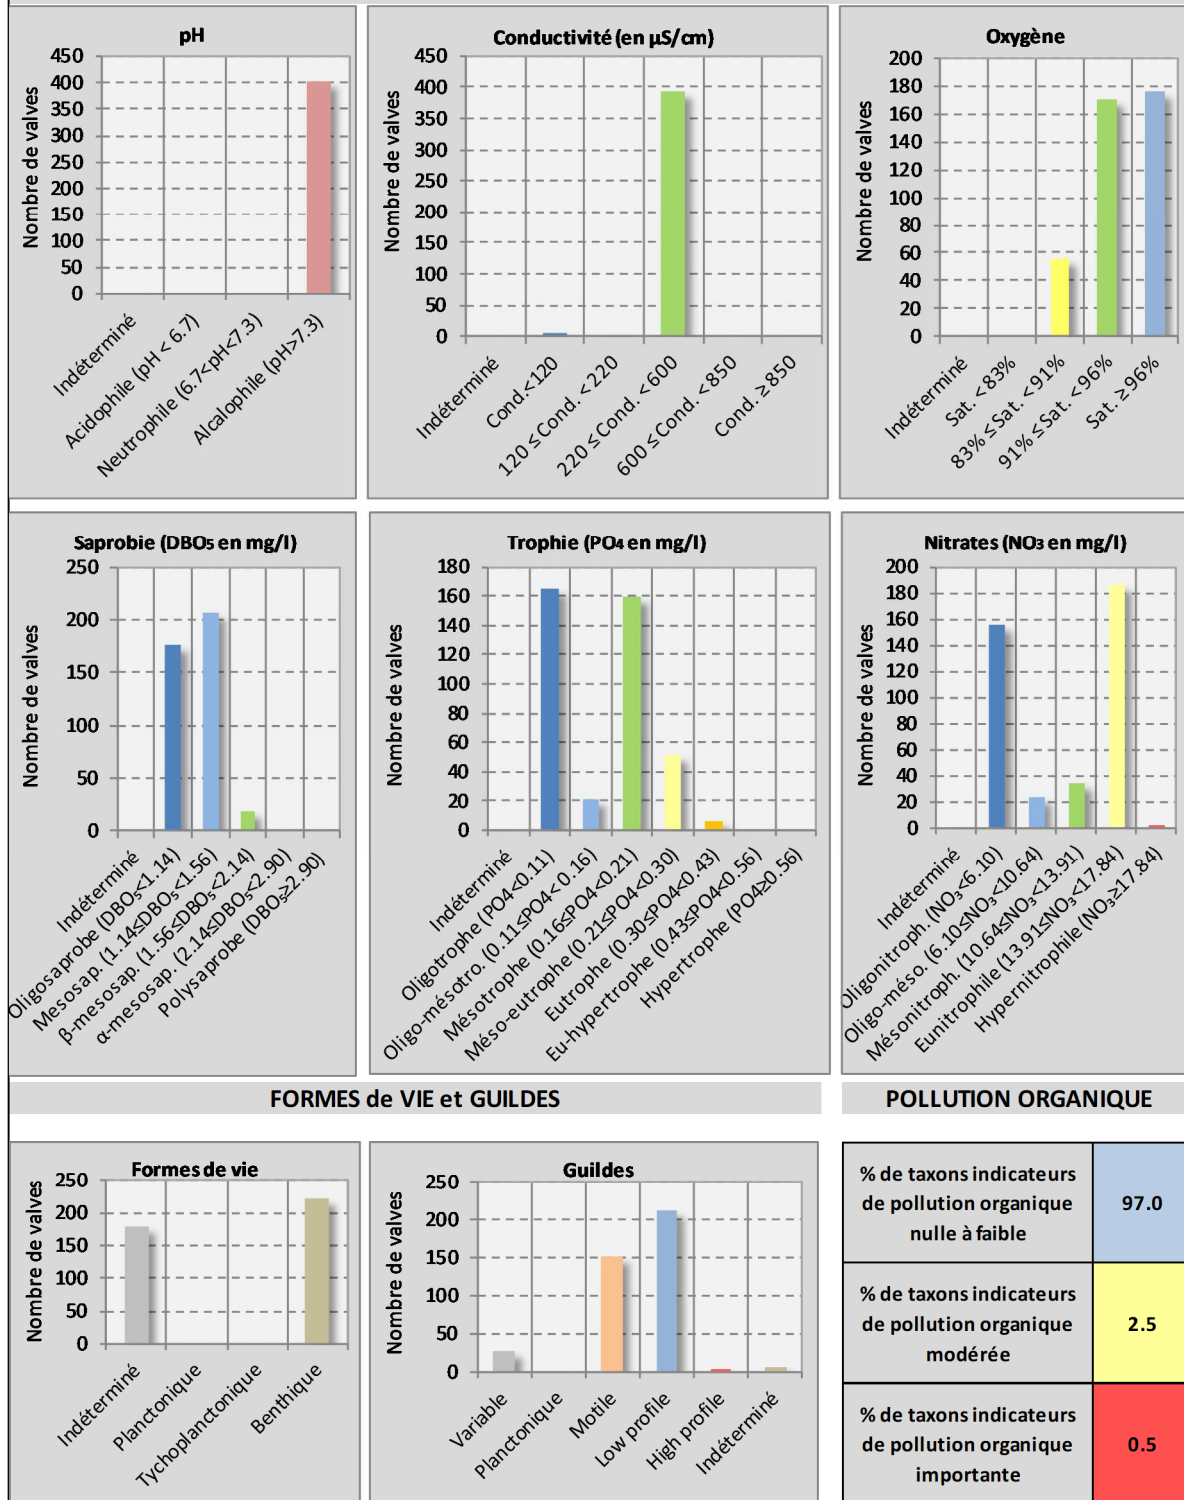 pH
Nombre de valves
450
400
350
300
250
200
150
100
50
0
Indéterminé
Acidophile (pH < 6.7)
Neutrophile (6.7<pH<7.3)
Alcalophile (pH>7.3)
Conductivité (en µS/cm)
Nombre de valves
450
400
350
300
250
200
150
100
50
0
Indéterminé
Cond.<120
120 ≤ Cond. < 220
220 ≤ Cond. < 600
600 ≤ Cond. < 850
Cond. ≥ 850
Oxygène
Nombre de valves
200
180
160
140
120
100
80
60
40
20
0
Indéterminé
Sat. < 83%
83% ≤ Sat. < 91%
91% ≤ Sat. < 96%
Sat. ≥ 96%
Saprobie (DBO₅ en mg/l)
Nombre de valves
250
200
150
100
50
0
Indéterminé
Oligosaprobe (DBO₅<1.14)
Mesosap. (1.14≤DBO₅<1.56)
β-mesosap. (1.56≤DBO₅<2.14)
α-mesosap. (2.14≤DBO₅<2.90)
Polysaprobe (DBO₅≥2.90)
Trophie (PO₄ en mg/l)
Nombre de valves
180
160
140
120
100
80
60
40
20
0
Indéterminé
Oligotrophe (PO4<0.11)
Oligo-mésotro. (0.11≤PO4< 0.16)
Mésotrophe (0.16≤PO4<0.21)
Méso-eutrophe (0.21≤PO4<0.30)
Eutrophe (0.30≤PO4<0.43)
Eu-hypertrophe (0.43≤PO4<0.56)
Hypertrophe (PO4≥0.56)
Nitrates (NO₃ en mg/l)
Nombre de valves
200
180
160
140
120
100
80
60
40
20
0
Indéterminé
Oligonitroph. (NO₃<6.10)
Oligo-méso. (6.10≤NO₃<10.64)
Mésonitroph. (10.64≤NO₃<13.91)
Eunitrophile (13.91≤NO₃<17.84)
Hypernitrophile (NO₃≥17.84)
FORMES de VIE et GUILDES
POLLUTION ORGANIQUE
Formes de vie
Nombre de valves
250
200
150
100
50
0
Indéterminé
Planctonique
Tychoplanctonique
Benthique
Guildes
Nombre de valves
250
200
150
100
50
0
Variable
Planctonique
Motile
Low profile
High profile
Indéterminé
% de taxons indicateurs
de pollution organique
nulle à faible
97.0
% de taxons indicateurs
de pollution organique
modérée
2.5
% de taxons indicateurs
de pollution organique
importante
0.5